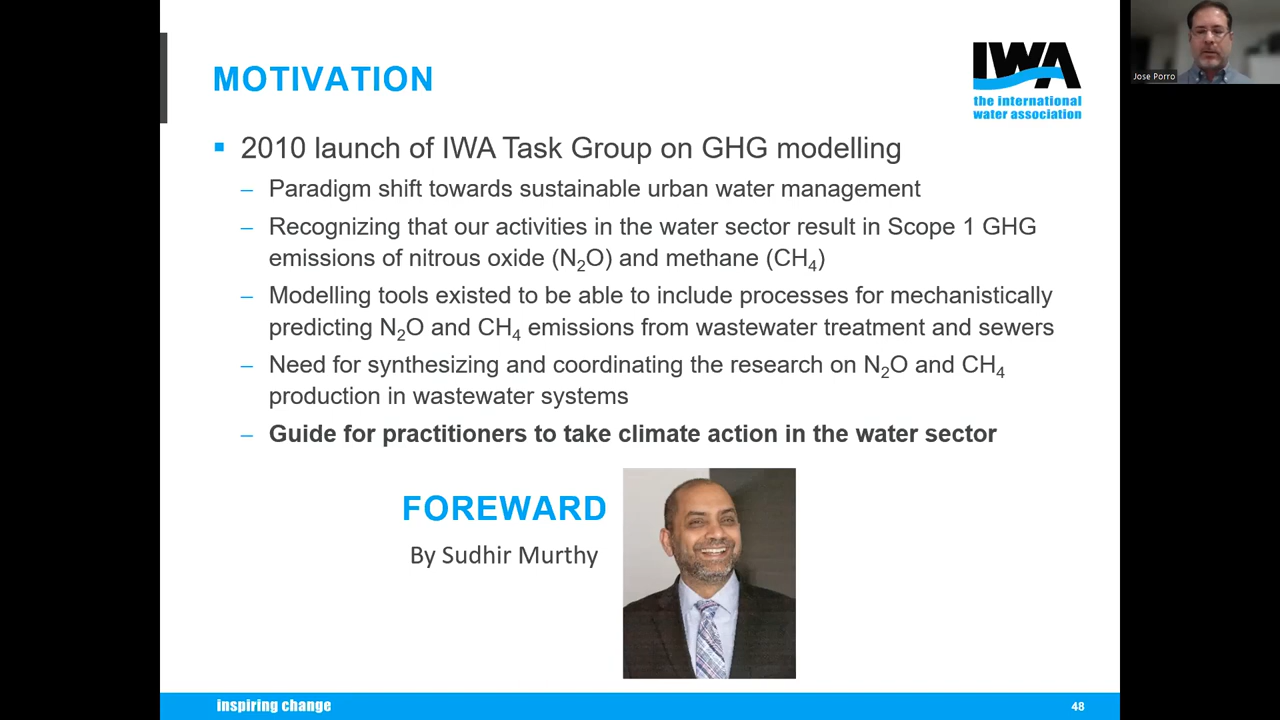 MOTIVATION
IWA
the international
water association
Jose Porro
▪ 2010 launch of IWA Task Group on GHG modelling
– Paradigm shift towards sustainable urban water management
– Recognizing that our activities in the water sector result in Scope 1 GHG
emissions of nitrous oxide (N₂O) and methane (CH₄)
– Modelling tools existed to be able to include processes for mechanistically
predicting N₂O and CH₄ emissions from wastewater treatment and sewers
– Need for synthesizing and coordinating the research on N₂O and CH₄
production in wastewater systems
– Guide for practitioners to take climate action in the water sector
FOREWARD
By Sudhir Murthy
inspiring change
48